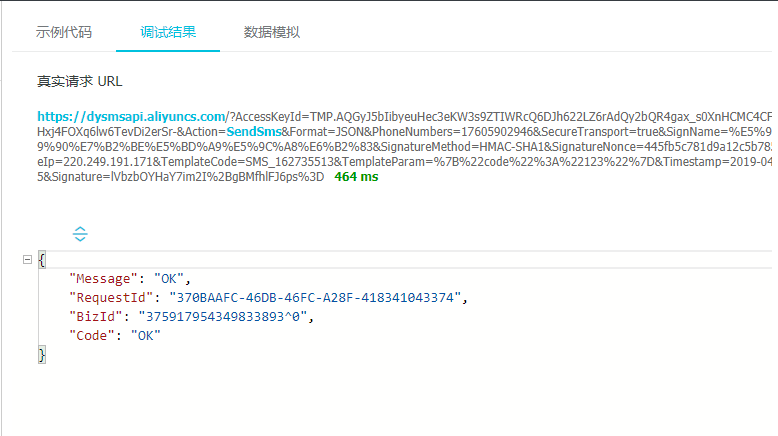 示例代码 调试结果 数据模拟
真实请求 URL
https://dysmsapi.aliyuncs.com/?AccessKeyId=TMP.AQGyJ5bIibyeuHec3eKW3s9ZTIWRcQ6DJh622LZ6rAdQy2bQR4gax_s0XnHCMC4CF
Hxj4FOXq6lw6TevDi2erSr-&Action=SendSms&Format=JSON&PhoneNumbers=17605902946&SecureTransport=true&SignName=%E5%9
9%90%E7%B2%BE%E5%BD%A9%E5%9C%A8%E6%B2%83&SignatureMethod=HMAC-SHA1&SignatureNonce=445fb5c781d9a12c5b785
eIp=220.249.191.171&TemplateCode=SMS_162735513&TemplateParam=%7B%22code%22%3A%22123%22%7D&Timestamp=2019-04
5&Signature=lVbzbOYHaY7im2I%2BgBMfhlFJ6ps%3D 464 ms
{
"Message": "OK",
"RequestId": "370BAAFC-46DB-46FC-A28F-418341043374",
"BizId": "375917954349833893^0",
"Code": "OK"
}